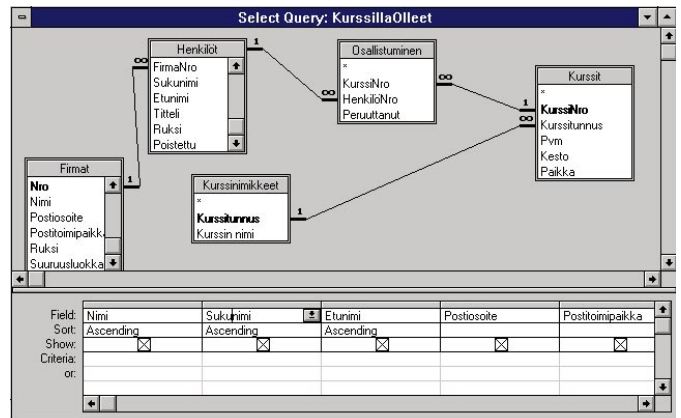 Select Query: KurssillaOlleet
Henkilöt
FirmaNro
Sukunimi
Etunimi
Titteli
Ruksi
Poistettu
Osallistuminen
*
KurssiNro
HenkilöNro
Peruuttanut
Kurssit
*
KurssiNro
Kurssitunnus
Pvm
Kesto
Paikka
Firmat
Nro
Nimi
Postiosoite
Postitoimipaikka
Ruksi
Suuruusluokka
Kurssinimikkeet
*
Kurssitunnus
Kurssin nimi
1
∞
1
∞
∞
1
∞
1
Field: Nimi Sukunimi Etunimi Postiosoite Postitoimipaikka
Sort: Ascending Ascending Ascending
Show:
Criteria:
or: